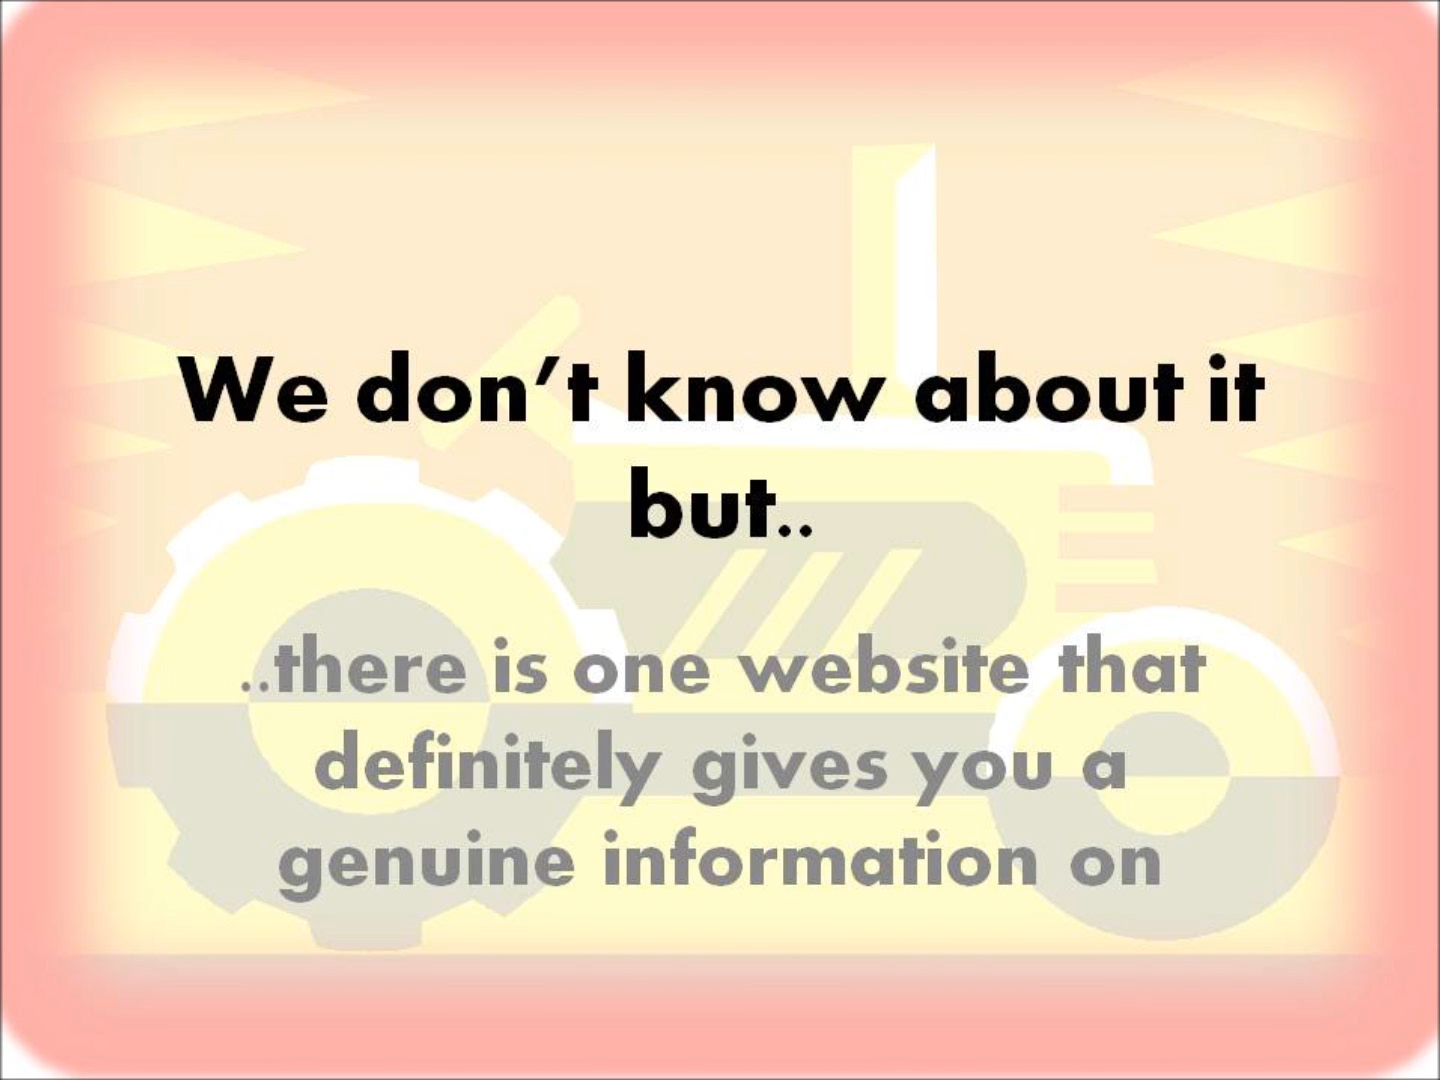 We don’t know about it
but..
..there is one website that
definitely gives you a
genuine information on